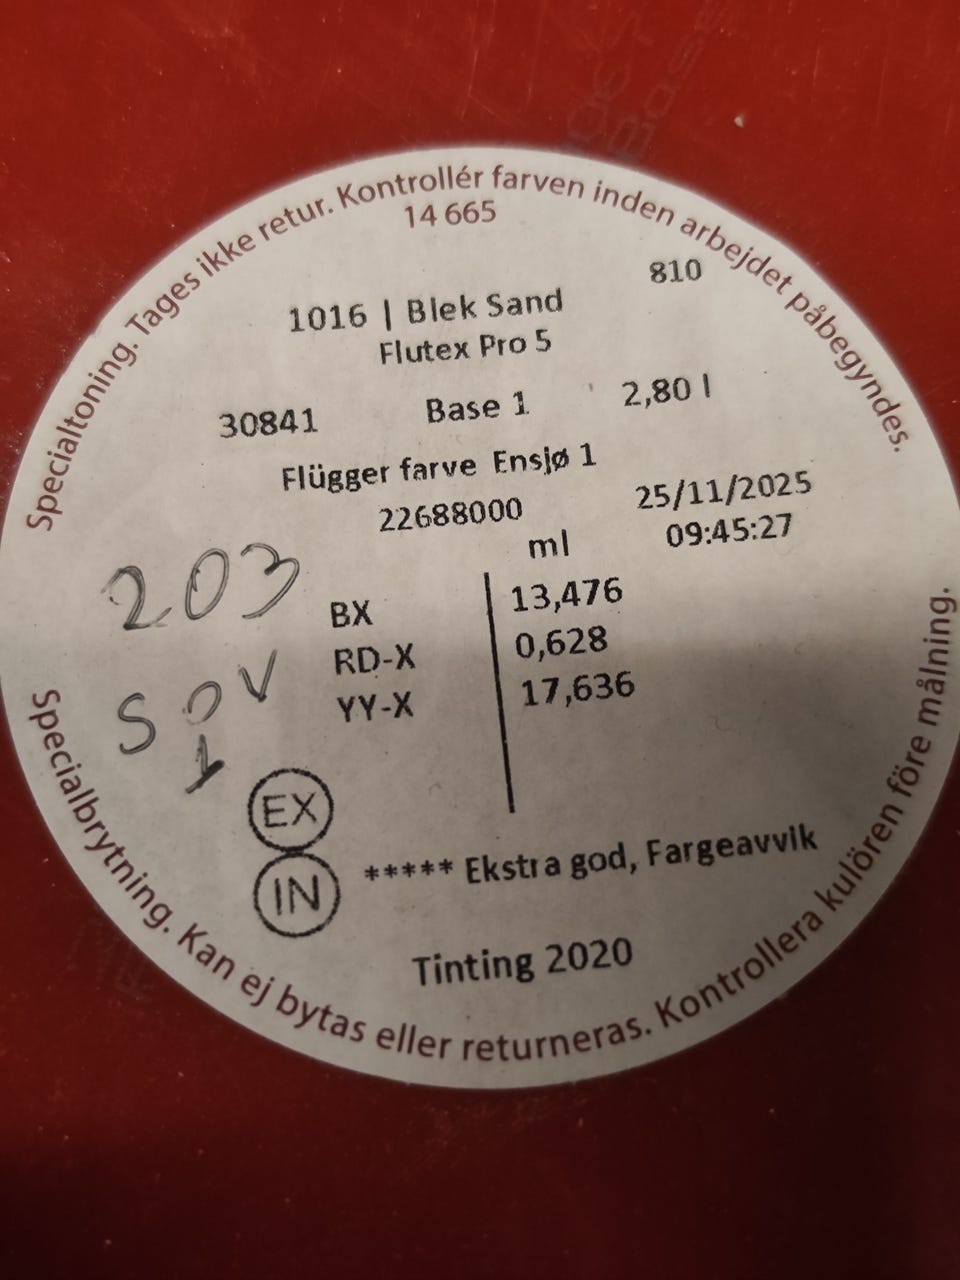 Specialtoning. Tages ikke retur. Kontrollér farven inden arbejdet påbegyndes.
14 665
810
1016 | Blek Sand
Flutex Pro 5
30841 Base 1 2,80 l
Flügger farve Ensjø 1
22688000 25/11/2025
ml 09:45:27
203
BX 13,476
RD-X 0,628
YY-X 17,636
SOV
1
EX
IN
***** Ekstra god, Fargeavvik
Tinting 2020
Specialbrytning. Kan ej bytas eller returneras. Kontrollera kulören före målning.